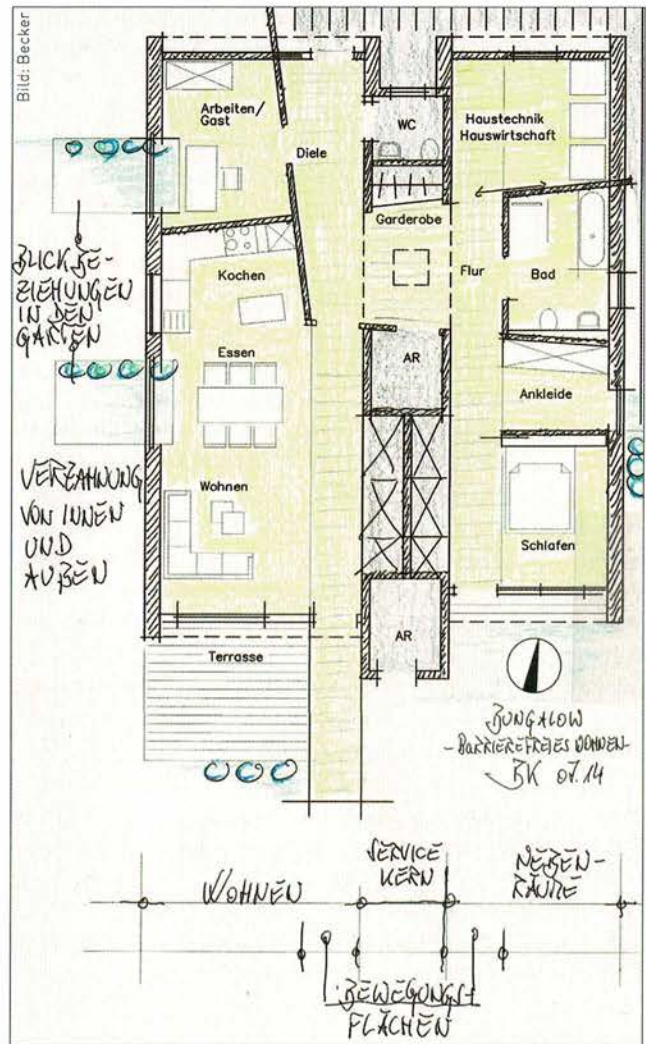 Bild: Becker
Arbeiten/
Gast
WC
Haustechnik
Hauswirtschaft
Diele
Garderobe
BLICKBE-
ZIEHUNGEN
IN DEN
GARTEN
Kochen
Flur
Bad
Essen
AR
Ankleide
VERZAHNUNG
VON INNEN
UND
AUßEN
Wohnen
Schlafen
AR
Terrasse
BUNGALOW
-BARRIEREFREIES WOHNEN-
BK 07.14
WOHNEN
SERVICE
KERN
NEBEN-
RÄUME
BEWEGUNGS-
FLÄCHEN